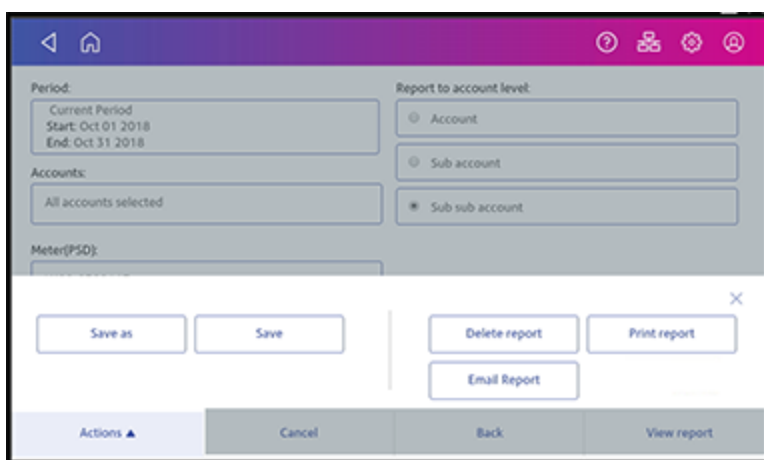 Period:
Current Period
Start: Oct 01 2018
End: Oct 31 2018
Accounts:
All accounts selected
Meter(PSD):
Report to account level:
Account
Sub account
Sub sub account
Save as
Save
Delete report
Print report
Email Report
Actions ▲
Cancel
Back
View report